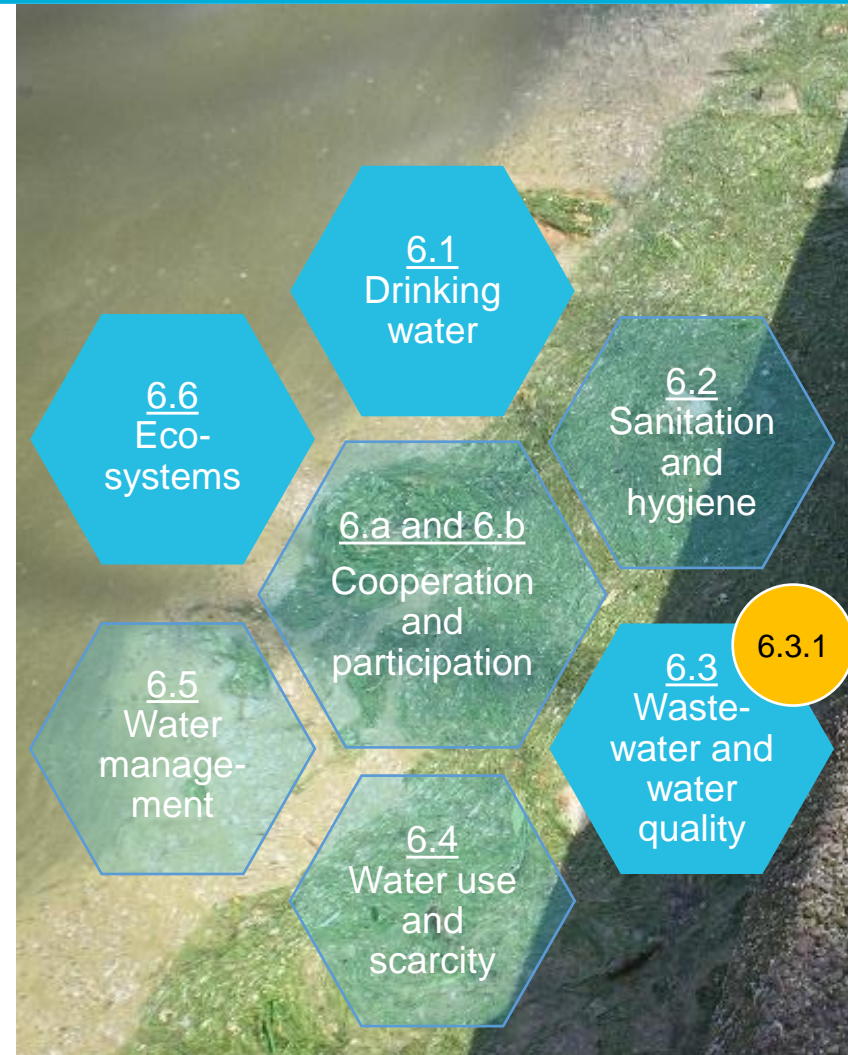 6.1
Drinking
water
6.6
Eco-
systems
6.2
Sanitation
and
hygiene
6.a and 6.b
Cooperation
and
participation
6.3.1
6.3
Waste-
water and
water
quality
6.5
Water
manage-
ment
6.4
Water use
and
scarcity